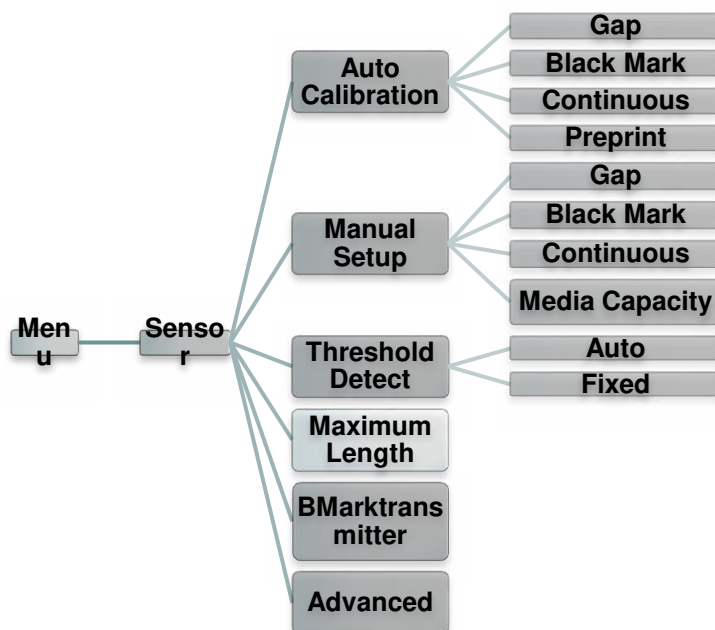 Gap
Auto
Calibration
Black Mark
Continuous
Preprint
Gap
Manual
Setup
Black Mark
Continuous
Media Capacity
Men
u
Senso
r
Threshold
Detect
Auto
Fixed
Maximum
Length
BMarktrans
mitter
Advanced